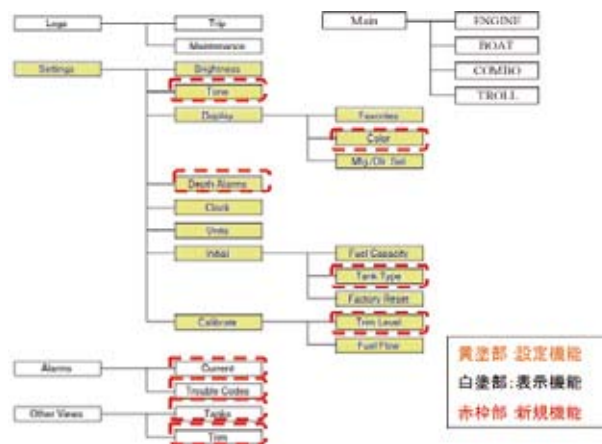 Logs
Trip
Maintenance
Settings
Brightness
Tone
Display
Favorites
Color
Mfg./Dlr. Sel
Depth Alarms
Clock
Units
Initial
Fuel Capacity
Tank Type
Factory Reset
Calibrate
Trim Level
Fuel Flow
Alarms
Current
Trouble Codes
Other Views
Tanks
Trim
Main
ENGINE
BOAT
COMBO
TROLL
黄塗部:設定機能
白塗部:表示機能
赤枠部:新規機能